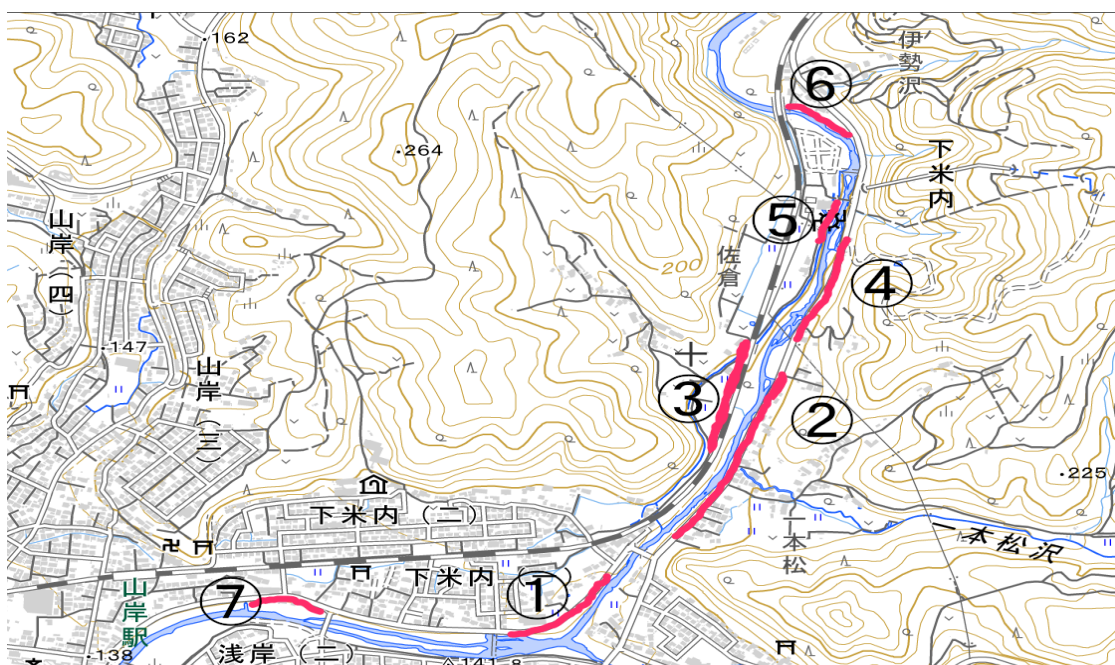 ・162
伊勢沢
⑥
・264
下米内
山岸(四)
⑤
佐倉
200
④
・147
山岸(三)
③
②
・225
下米内(二)
一本松
一本松沢
山岸駅
⑦
下米内
①
・138
浅岸(二)
141.8